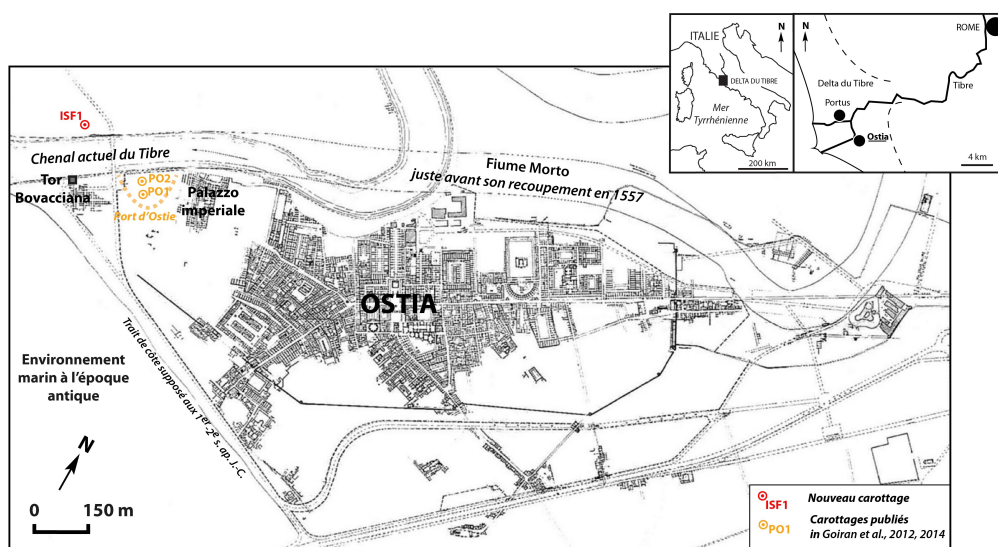 N
ITALIE
DELTA DU TIBRE
Mer
Tyrrhénienne
200 km
N
ROME
Delta du Tibre
Tibre
Portus
Ostia
4 km
ISF1
Chenal actuel du Tibre
Fiume Morto
juste avant son recoupement en 1557
Tor
Bovacciana
PO2
PO1
Port d'Ostie
Palazzo
impériale
OSTIA
Environnement
marin à l'époque
antique
Trait de côte supposé aux 1er-2e s. ap. J.-C.
N
0 150 m
ISF1
Nouveau carottage
PO1
Carottages publiés
in Goiran et al., 2012, 2014